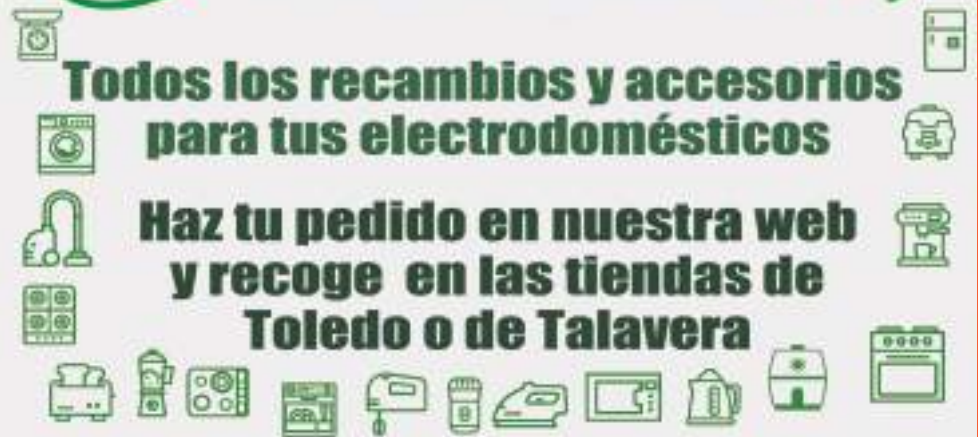 Todos los recambios y accesorios
para tus electrodomésticos
Haz tu pedido en nuestra web
y recoge en las tiendas de
Toledo o de Talavera